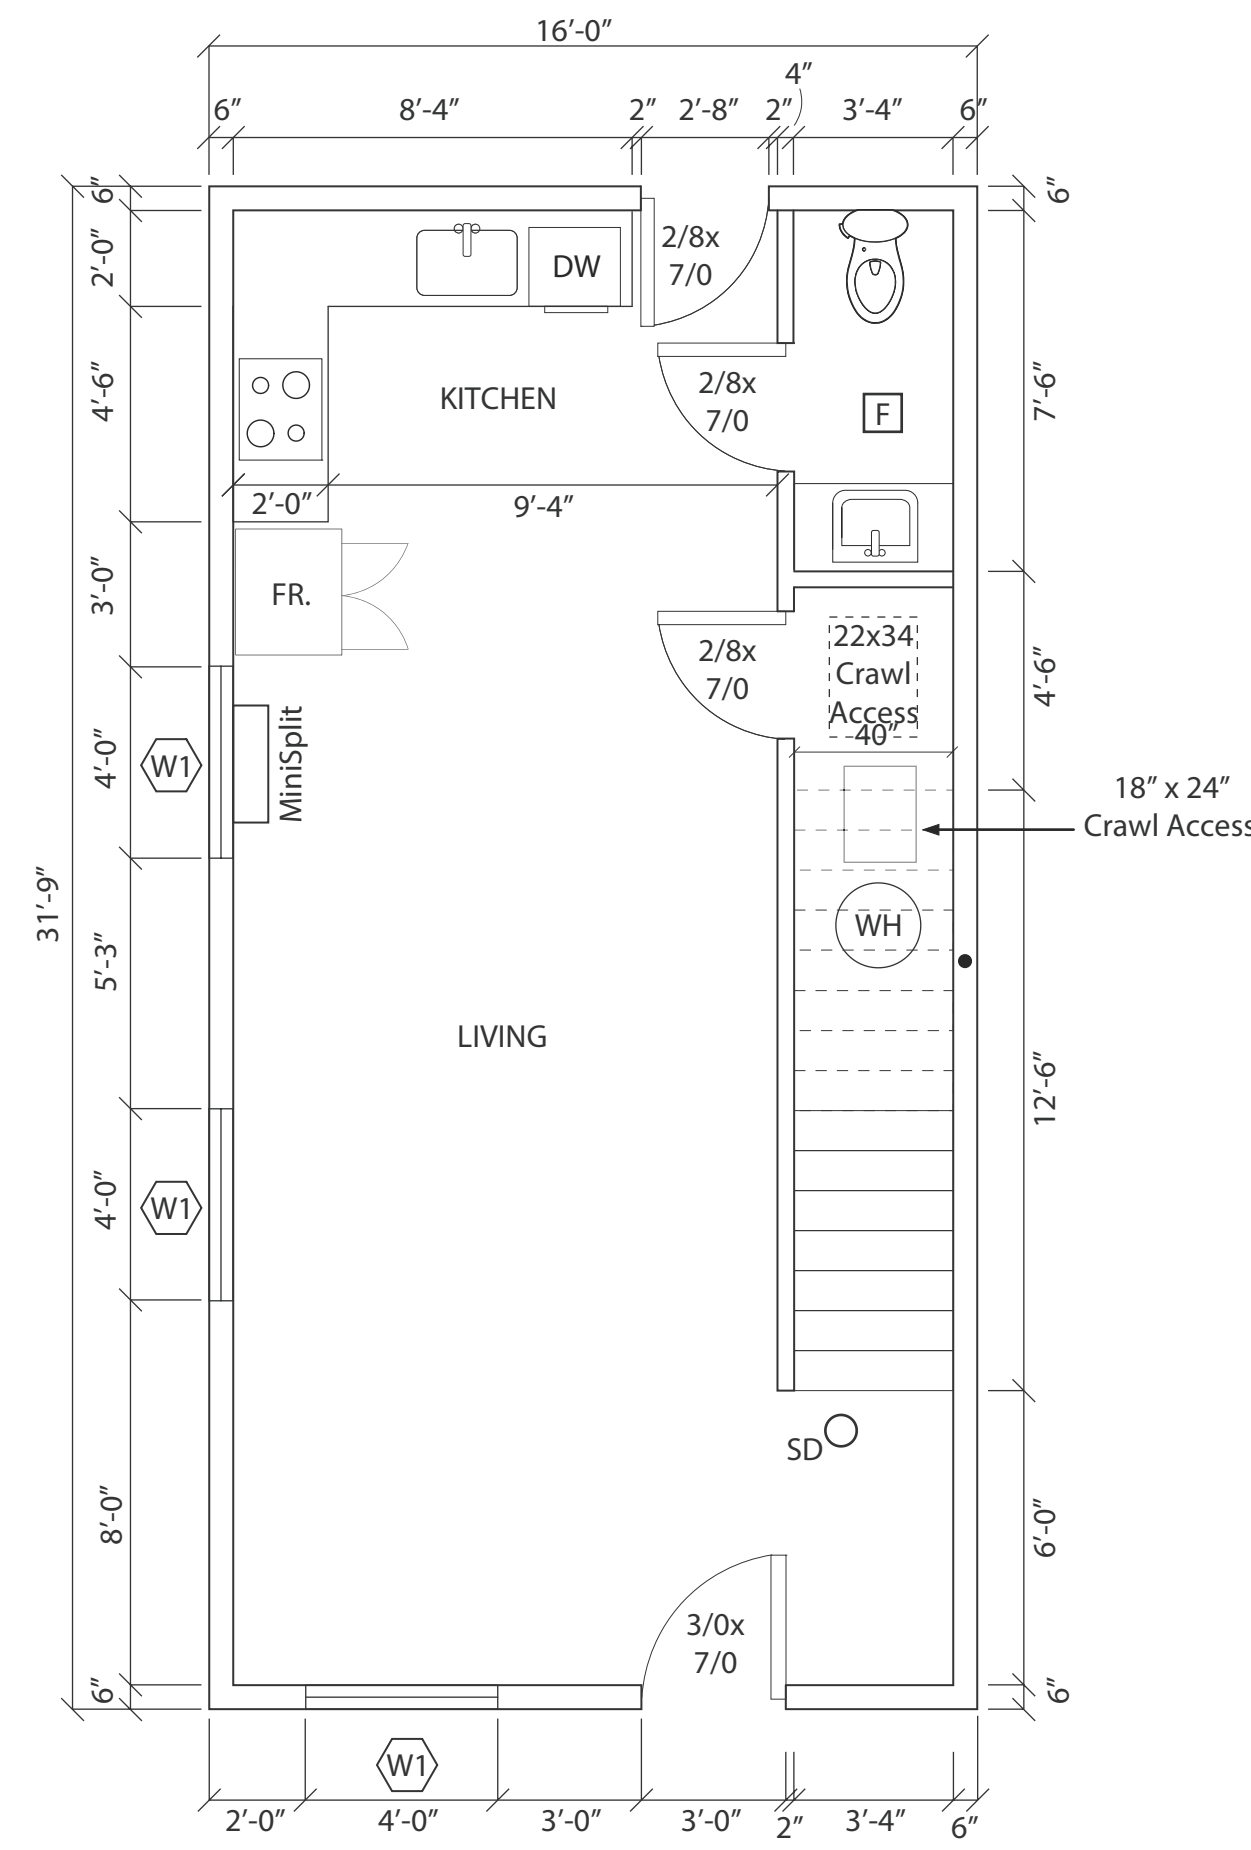 16’-0”
4”
6”
8’-4”
2”
2’-8”
2”
3’-4”
6”
6”
6”
2’-0”
2/8x
7/0
DW
4’-6”
KITCHEN
2/8x
7/0
F
7’-6”
2’-0”
9’-4”
3’-0”
FR.
2/8x
7/0
22x34
Crawl
Access
40”
4’-6”
4’-0”
W1
MiniSplit
18” x 24”
Crawl Access
31’-9”
5’-3”
WH
LIVING
12’-6”
4’-0”
W1
SD
8’-0”
6’-0”
3/0x
7/0
6”
6”
W1
2’-0”
4’-0”
3’-0”
3’-0”
2”
3’-4”
6”